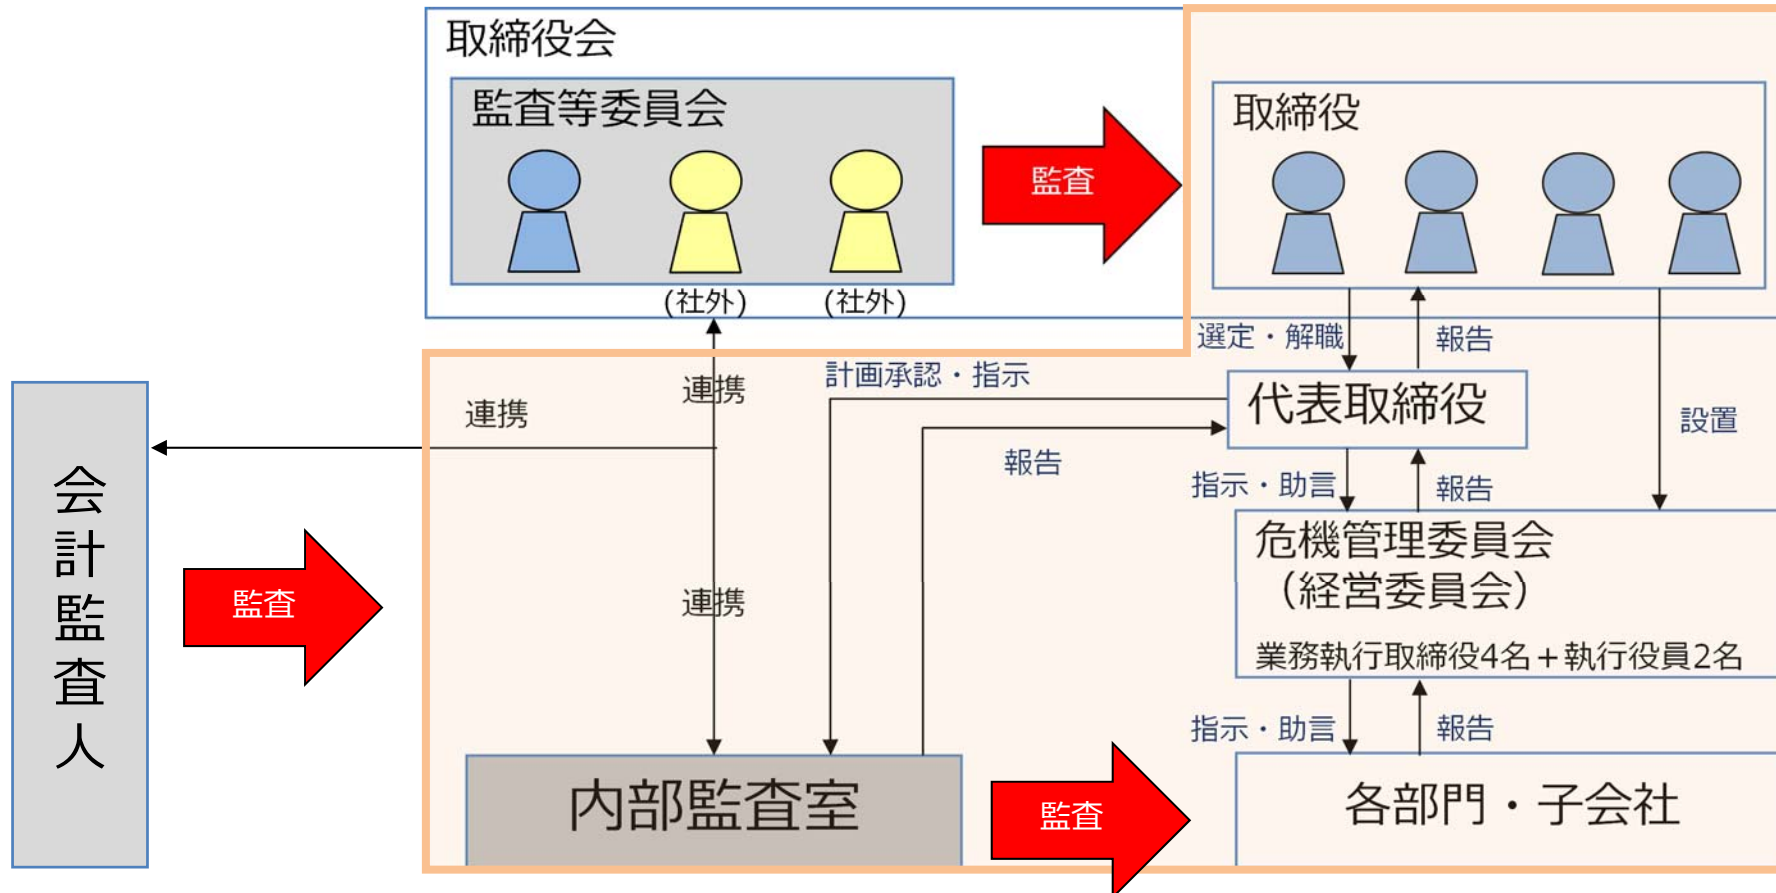 取締役会
監査等委員会
(社外)
(社外)
監査
取締役
選定・解職
報告
設置
代表取締役
計画承認・指示
報告
連携
連携
連携
会計監査人
監査
指示・助言
報告
危機管理委員会
（経営委員会）
業務執行取締役4名＋執行役員2名
指示・助言
報告
内部監査室
監査
各部門・子会社